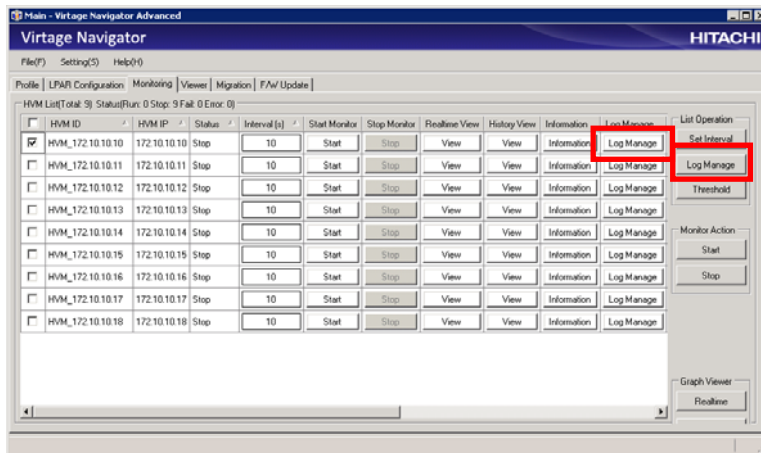 Main - Virtage Navigator Advanced
Virtage Navigator HITACHI
File(F) Setting(S) Help(H)
Profile LPAR Configuration Monitoring Viewer Migration F/W Update
HVM List(Total: 9) Status(Run: 0 Stop: 9 Fail: 0 Error: 0)
HVM ID HVM IP Status Interval [s] Start Monitor Stop Monitor Realtime View History View Information Log Manage
HVM_172.10.10.10 172.10.10.10 Stop 10 Start Stop View View Information Log Manage
HVM_172.10.10.11 172.10.10.11 Stop 10 Start Stop View View Information Log Manage
HVM_172.10.10.12 172.10.10.12 Stop 10 Start Stop View View Information Log Manage
HVM_172.10.10.13 172.10.10.13 Stop 10 Start Stop View View Information Log Manage
HVM_172.10.10.14 172.10.10.14 Stop 10 Start Stop View View Information Log Manage
HVM_172.10.10.15 172.10.10.15 Stop 10 Start Stop View View Information Log Manage
HVM_172.10.10.16 172.10.10.16 Stop 10 Start Stop View View Information Log Manage
HVM_172.10.10.17 172.10.10.17 Stop 10 Start Stop View View Information Log Manage
HVM_172.10.10.18 172.10.10.18 Stop 10 Start Stop View View Information Log Manage
List Operation
Set Interval
Log Manage
Threshold
Monitor Action
Start
Stop
Graph Viewer
Realtime